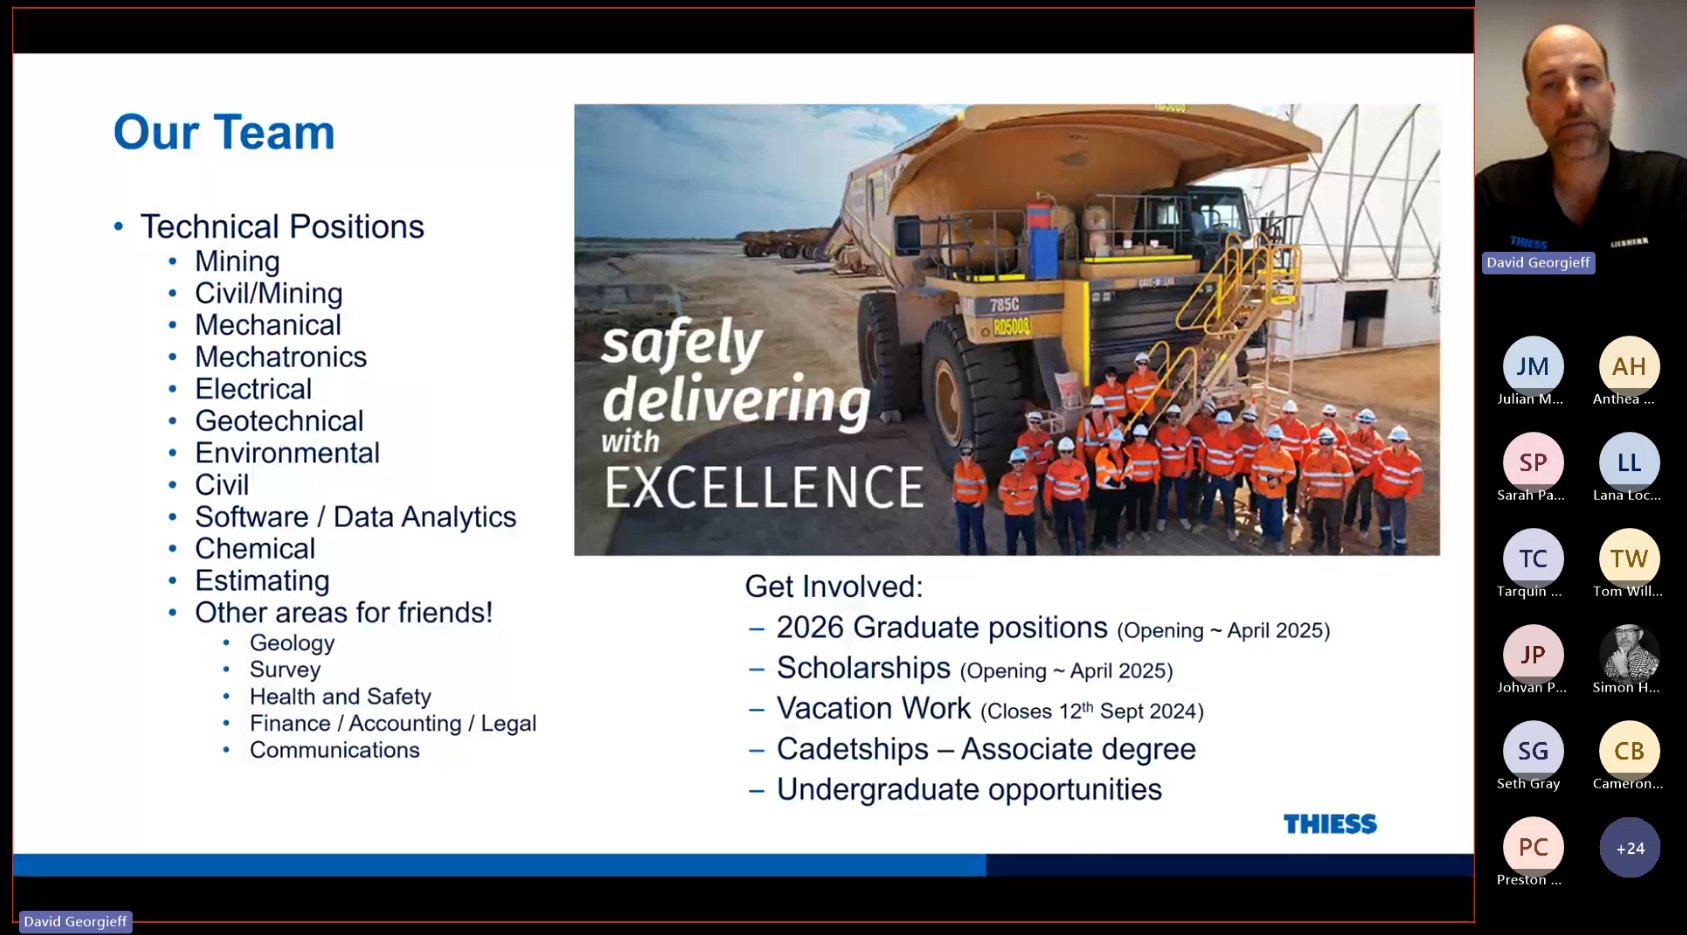 Our Team
• Technical Positions
• Mining
• Civil/Mining
• Mechanical
• Mechatronics
• Electrical
• Geotechnical
• Environmental
• Civil
• Software / Data Analytics
• Chemical
• Estimating
• Other areas for friends!
• Geology
• Survey
• Health and Safety
• Finance / Accounting / Legal
• Communications
785C
RD5008
safely
delivering
with
EXCELLENCE
Get Involved:
– 2026 Graduate positions (Opening ~ April 2025)
– Scholarships (Opening ~ April 2025)
– Vacation Work (Closes 12th Sept 2024)
– Cadetships – Associate degree
– Undergraduate opportunities
THIESS
David Georgieff
THIESS LIEBHERR
David Georgieff
JM AH
Julian M... Anthea ...
SP LL
Sarah Pa... Lana Loc...
TC TW
Tarquin ... Tom Will...
JP
Johvan P... Simon H...
SG CB
Seth Gray Cameron...
PC +24
Preston ...